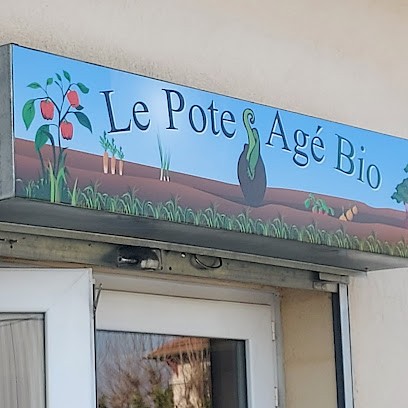 Le Pote Agé Bio